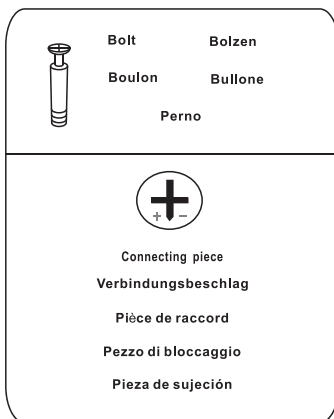 Bolt Bolzen
Boulon Bullone
Perno
+ −
Connecting piece
Verbindungsbeschlag
Pièce de raccord
Pezzo di bloccaggio
Pieza de sujeción